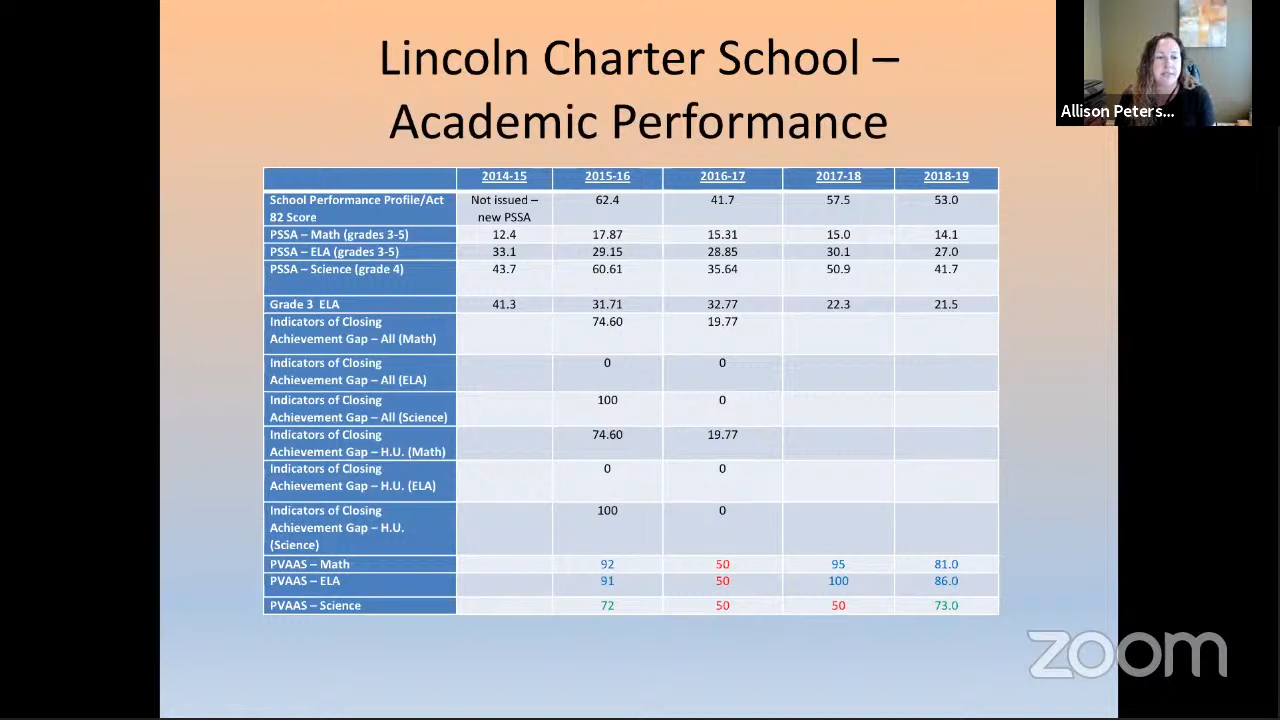 Lincoln Charter School –
Academic Performance
Allison Peters...
2014-15 2015-16 2016-17 2017-18 2018-19
School Performance Profile/Act 82 Score Not issued – new PSSA 62.4 41.7 57.5 53.0
PSSA – Math (grades 3-5) 12.4 17.87 15.31 15.0 14.1
PSSA – ELA (grades 3-5) 33.1 29.15 28.85 30.1 27.0
PSSA – Science (grade 4) 43.7 60.61 35.64 50.9 41.7
Grade 3 ELA 41.3 31.71 32.77 22.3 21.5
Indicators of Closing Achievement Gap – All (Math) 74.60 19.77
Indicators of Closing Achievement Gap – All (ELA) 0 0
Indicators of Closing Achievement Gap – All (Science) 100 0
Indicators of Closing Achievement Gap – H.U. (Math) 74.60 19.77
Indicators of Closing Achievement Gap – H.U. (ELA) 0 0
Indicators of Closing Achievement Gap – H.U. (Science) 100 0
PVAAS – Math 92 50 95 81.0
PVAAS – ELA 91 50 100 86.0
PVAAS – Science 72 50 50 73.0
zoom